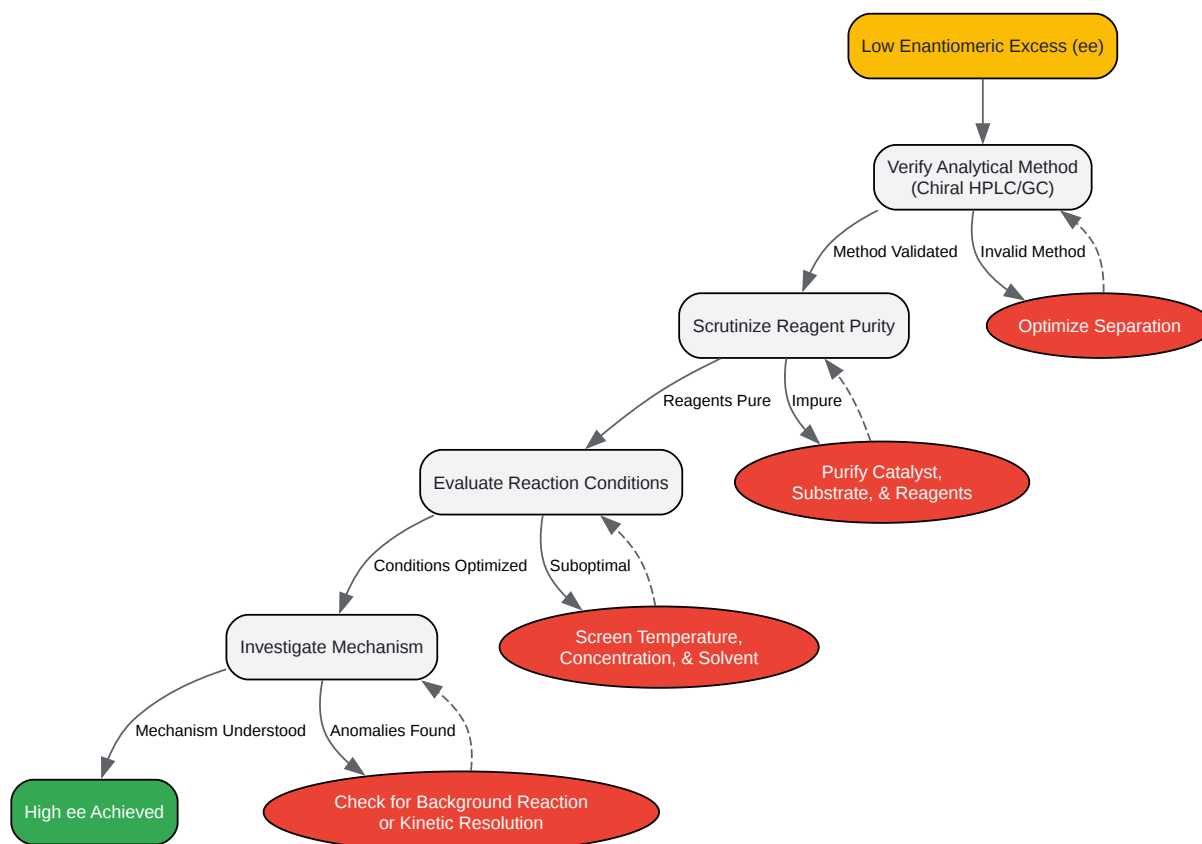 Low Enantiomeric Excess (ee)
Verify Analytical Method
(Chiral HPLC/GC)
Method Validated
Invalid Method
Scrutinize Reagent Purity
Optimize Separation
Reagents Pure
Impure
Evaluate Reaction Conditions
Purify Catalyst,
Substrate, & Reagents
Conditions Optimized
Suboptimal
Investigate Mechanism
Screen Temperature,
Concentration, & Solvent
Mechanism Understood
Anomalies Found
High ee Achieved
Check for Background Reaction
or Kinetic Resolution